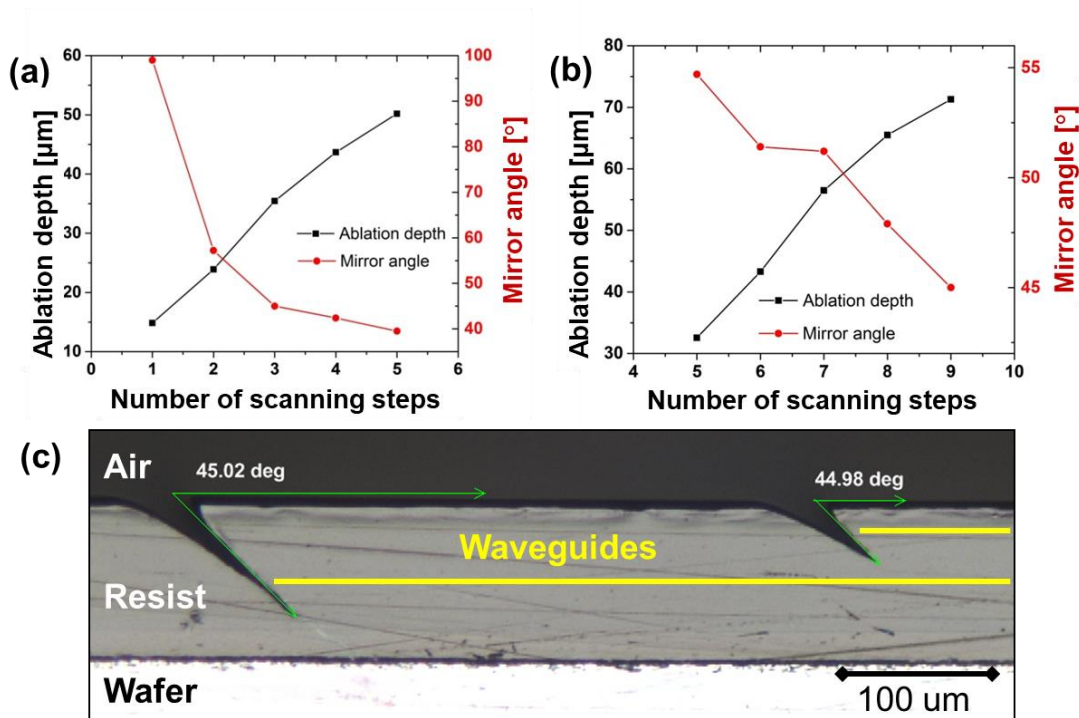 (a)
Ablation depth [µm]
60
50
40
30
20
10
0 1 2 3 4 5 6
Number of scanning steps
100
90
80
70
60
50
40
Mirror angle [°]
Ablation depth
Mirror angle
(b)
Ablation depth [µm]
80
70
60
50
40
30
4 5 6 7 8 9 10
Number of scanning steps
55
50
45
Mirror angle [°]
Ablation depth
Mirror angle
(c)
Air
45.02 deg
44.98 deg
Waveguides
Resist
Wafer
100 um